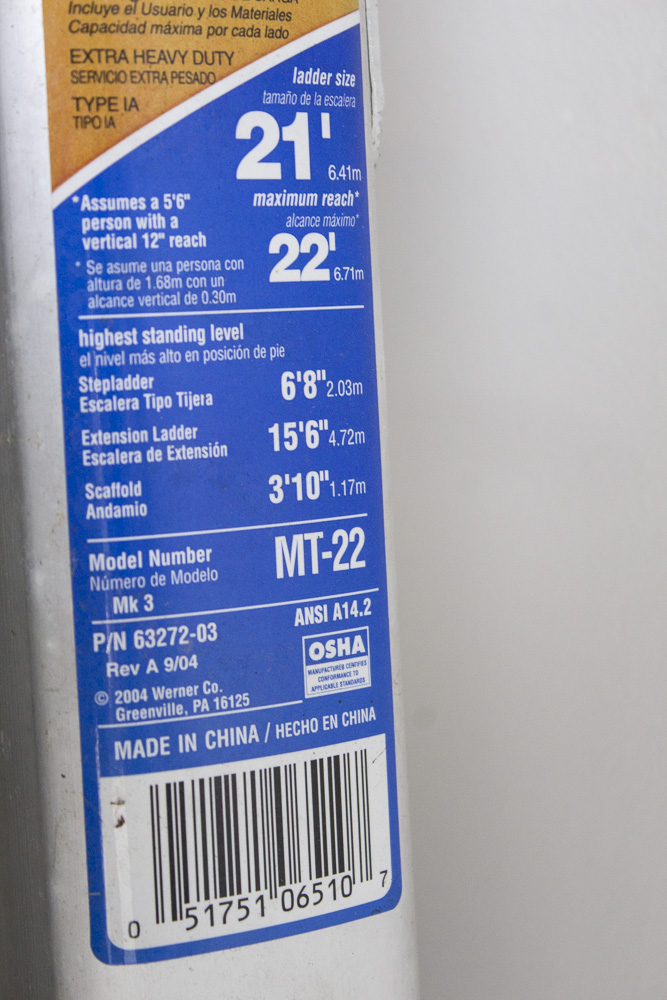 Incluye el Usuario y los Materiales
Capacidad máxima por cada lado
EXTRA HEAVY DUTY
SERVICIO EXTRA PESADO
TYPE IA
TIPO IA
ladder size
tamaño de la escalera
21' 6.41m
maximum reach*
alcance máximo*
22' 6.71m
*Assumes a 5'6"
person with a
vertical 12" reach
* Se asume una persona con
altura de 1.68m con un
alcance vertical de 0.30m
highest standing level
el nivel más alto en posición de pie
Stepladder 6'8" 2.03m
Escalera Tipo Tijera
Extension Ladder 15'6" 4.72m
Escalera de Extensión
Scaffold 3'10" 1.17m
Andamio
Model Number MT-22
Número de Modelo
Mk 3
ANSI A14.2
P/N 63272-03
Rev A 9/04
OSHA
MANUFACTURER CERTIFIES
CONFORMANCE TO
APPLICABLE STANDARDS
© 2004 Werner Co.
Greenville, PA 16125
MADE IN CHINA / HECHO EN CHINA
0 51751 06510 7